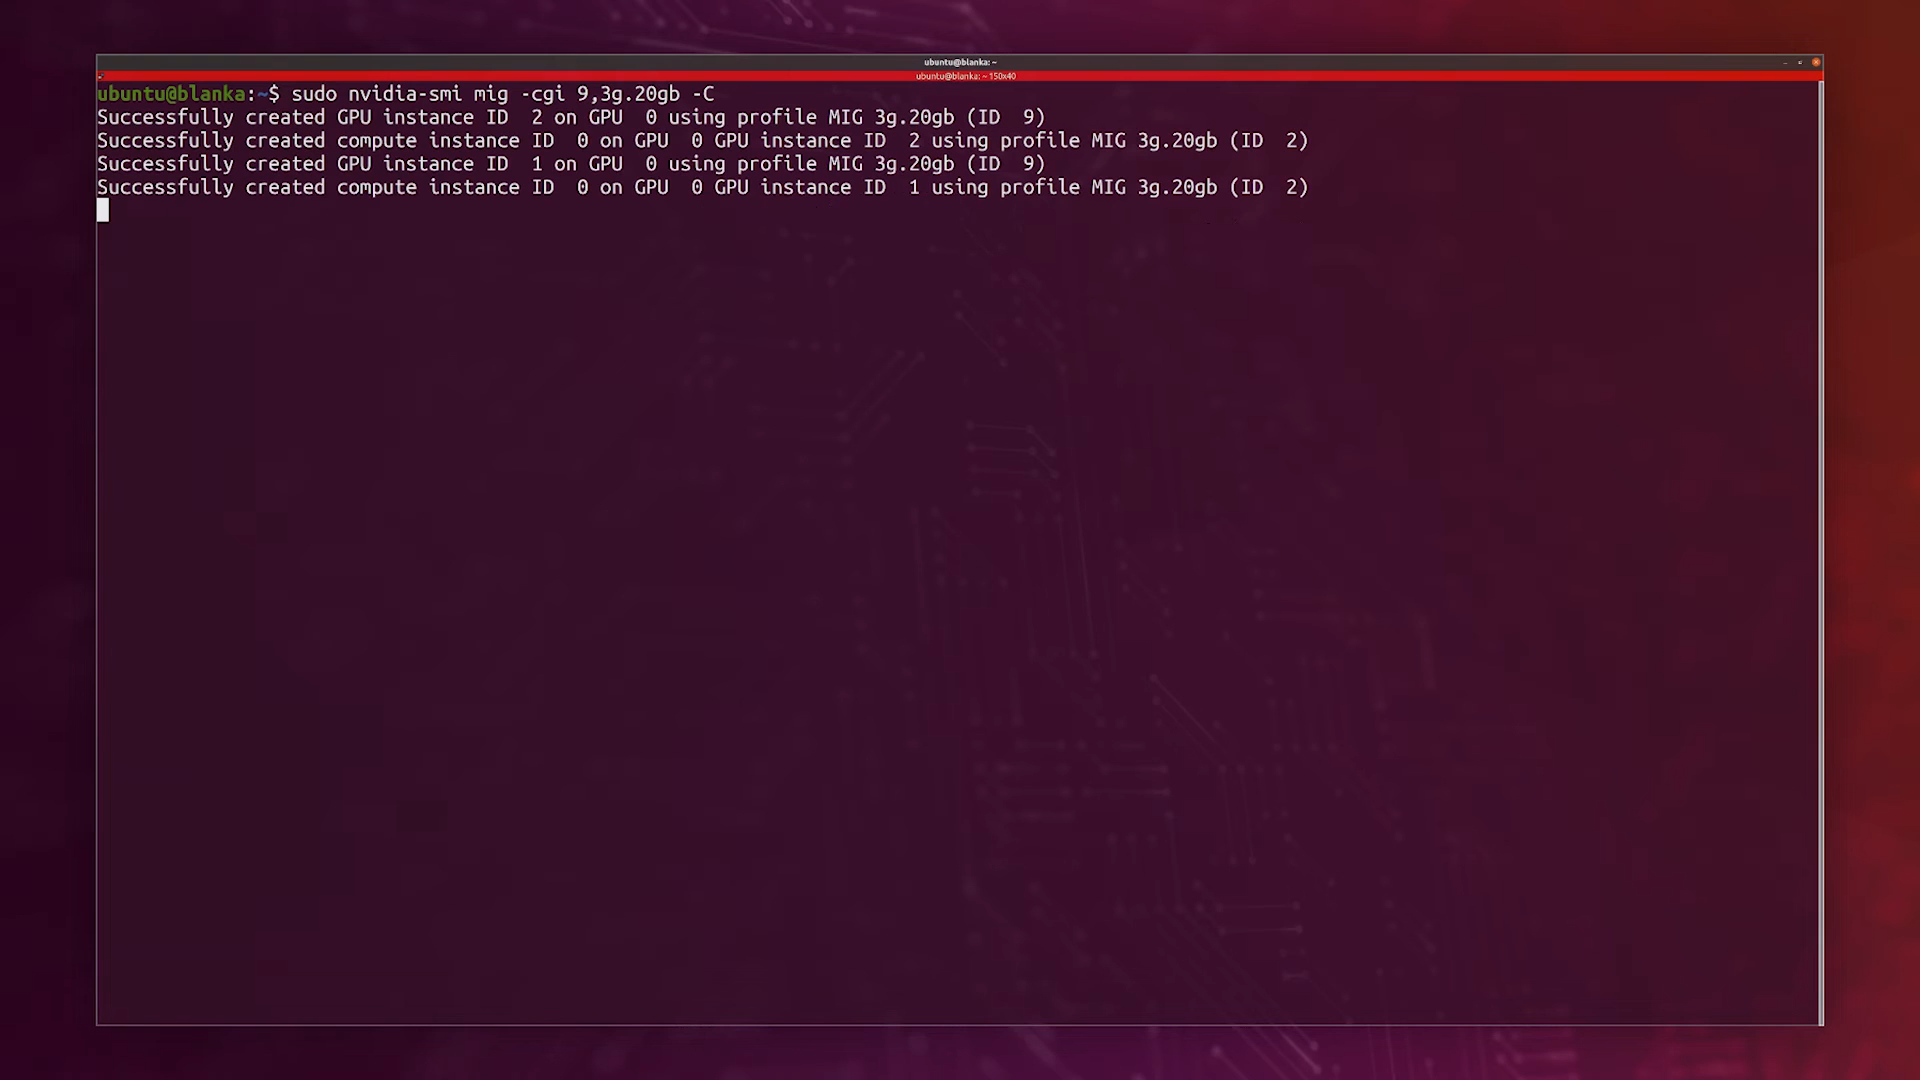 ubuntu@blanka: ~
ubuntu@blanka: ~ 150x40
ubuntu@blanka:~$ sudo nvidia-smi mig -cgi 9,3g.20gb -C
Successfully created GPU instance ID  2 on GPU  0 using profile MIG 3g.20gb (ID  9)
Successfully created compute instance ID  0 on GPU  0 GPU instance ID  2 using profile MIG 3g.20gb (ID  2)
Successfully created GPU instance ID  1 on GPU  0 using profile MIG 3g.20gb (ID  9)
Successfully created compute instance ID  0 on GPU  0 GPU instance ID  1 using profile MIG 3g.20gb (ID  2)